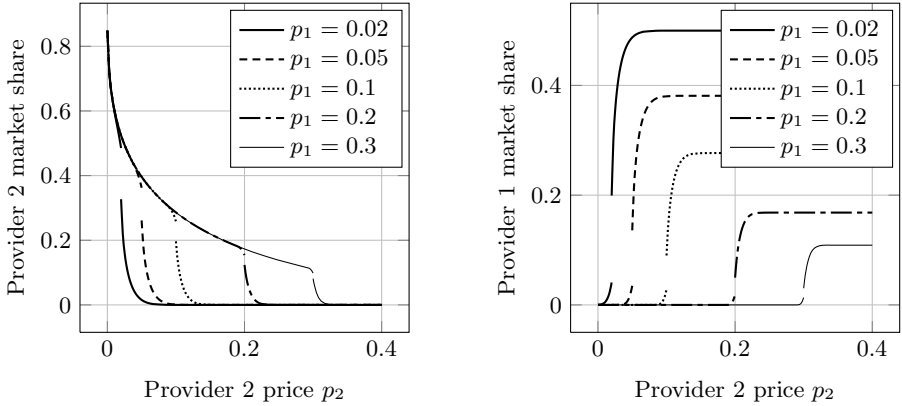 Provider 2 market share
0.8
0.6
0.4
0.2
0
0
0.2
0.4
Provider 2 price p₂
p₁ = 0.02
p₁ = 0.05
p₁ = 0.1
p₁ = 0.2
p₁ = 0.3
Provider 1 market share
0.4
0.2
0
0
0.2
0.4
Provider 2 price p₂
p₁ = 0.02
p₁ = 0.05
p₁ = 0.1
p₁ = 0.2
p₁ = 0.3